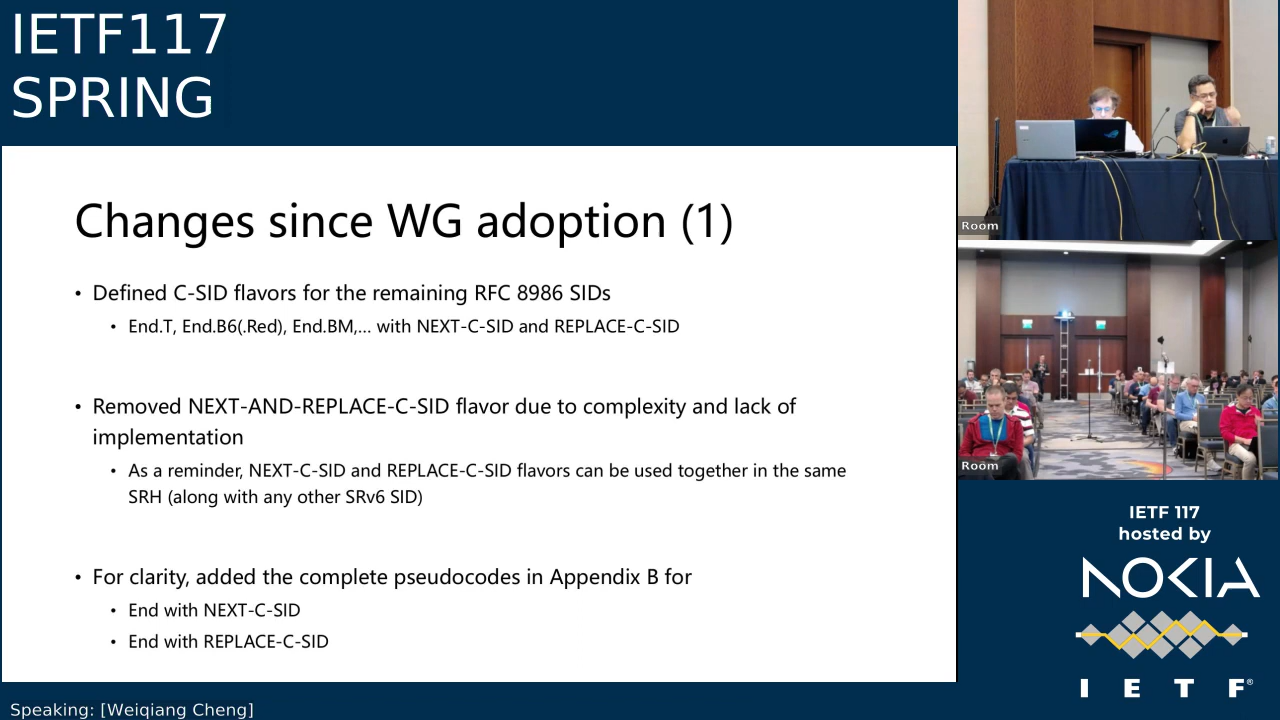 IETF117
SPRING
Changes since WG adoption (1)
• Defined C-SID flavors for the remaining RFC 8986 SIDs
• End.T, End.B6(.Red), End.BM,... with NEXT-C-SID and REPLACE-C-SID
• Removed NEXT-AND-REPLACE-C-SID flavor due to complexity and lack of
implementation
• As a reminder, NEXT-C-SID and REPLACE-C-SID flavors can be used together in the same
SRH (along with any other SRv6 SID)
• For clarity, added the complete pseudocodes in Appendix B for
• End with NEXT-C-SID
• End with REPLACE-C-SID
Speaking: [Weiqiang Cheng]
Room
Room
IETF 117
hosted by
NOKIA
I E T F®